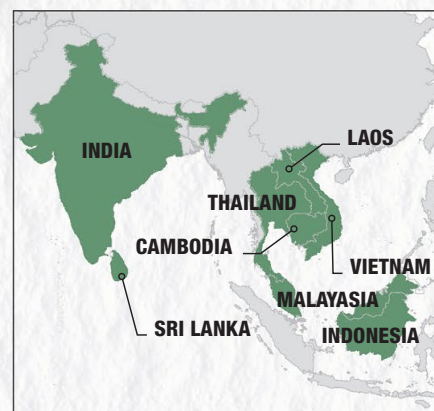 LAOS
INDIA
THAILAND
CAMBODIA
VIETNAM
MALAYASIA
SRI LANKA
INDONESIA